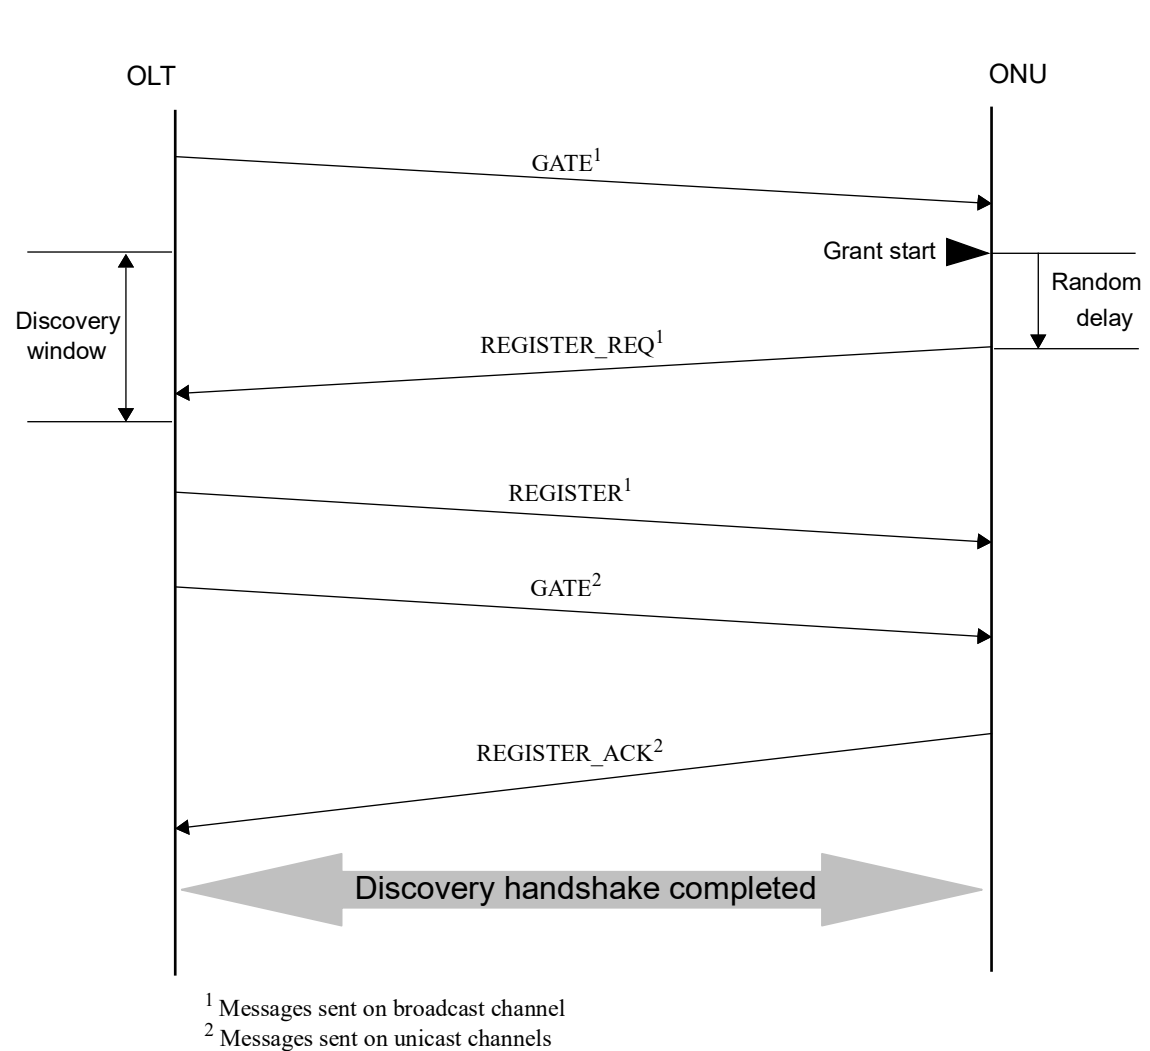 OLT
ONU
GATE¹
Grant start
Random
delay
Discovery
window
REGISTER_REQ¹
REGISTER¹
GATE²
REGISTER_ACK²
Discovery handshake completed
¹ Messages sent on broadcast channel
² Messages sent on unicast channels